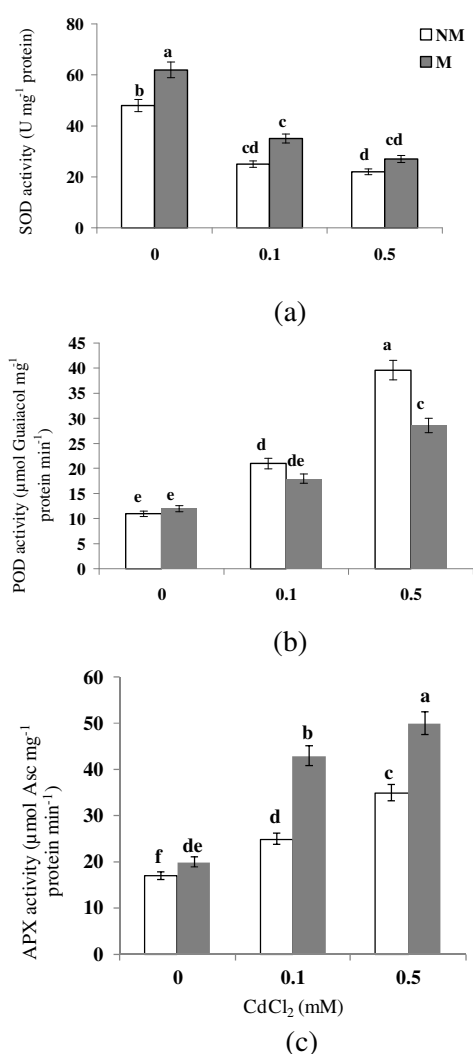 80
60
40
20
0
SOD activity (U mg⁻¹ protein)
NM
M
b
a
cd
c
d
cd
0 0.1 0.5
(a)
45
40
35
30
25
20
15
10
5
0
POD activity (µmol Guaiacol mg¹
protein min⁻¹)
e
e
d
de
a
c
0 0.1 0.5
(b)
60
50
40
30
20
10
0
APX activity (µmol Asc mg⁻¹
protein min⁻¹)
f
de
d
b
c
a
0 0.1 0.5
CdCl₂ (mM)
(c)